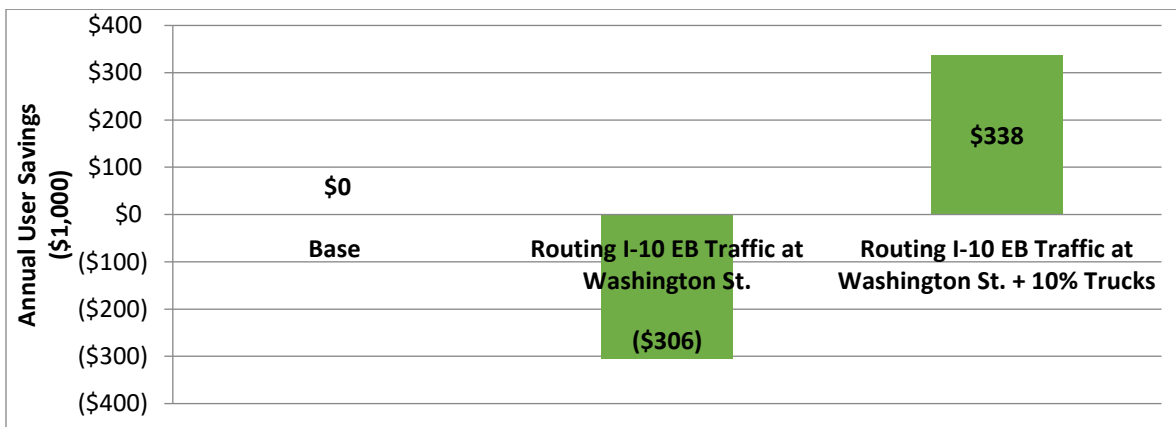 Annual User Savings
($1,000)
$400
$300
$200
$100
$0
($100)
($200)
($300)
($400)
$0
$338
($306)
Base
Routing I-10 EB Traffic at
Washington St.
Routing I-10 EB Traffic at
Washington St. + 10% Trucks